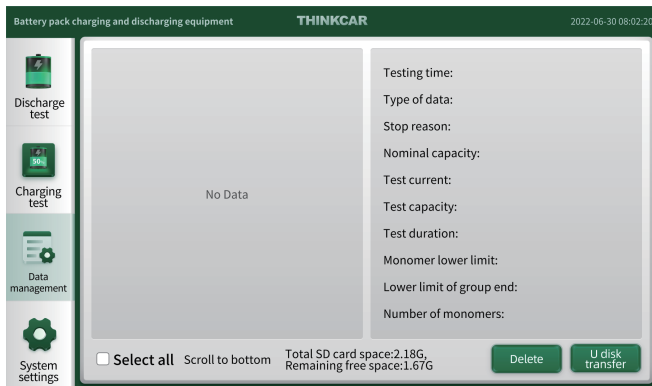 Battery pack charging and discharging equipment
THINKCAR
2022-06-30 08:02:20
Discharge
test
50%
Charging
test
Data
management
System
settings
No Data
Testing time:
Type of data:
Stop reason:
Nominal capacity:
Test current:
Test capacity:
Test duration:
Monomer lower limit:
Lower limit of group end:
Number of monomers:
Select all
Scroll to bottom
Total SD card space:2.18G,
Remaining free space:1.67G
Delete
U disk
transfer